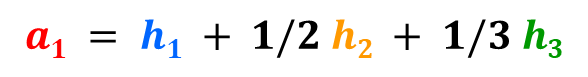 a₁ = h₁ + 1/2 h₂ + 1/3 h₃